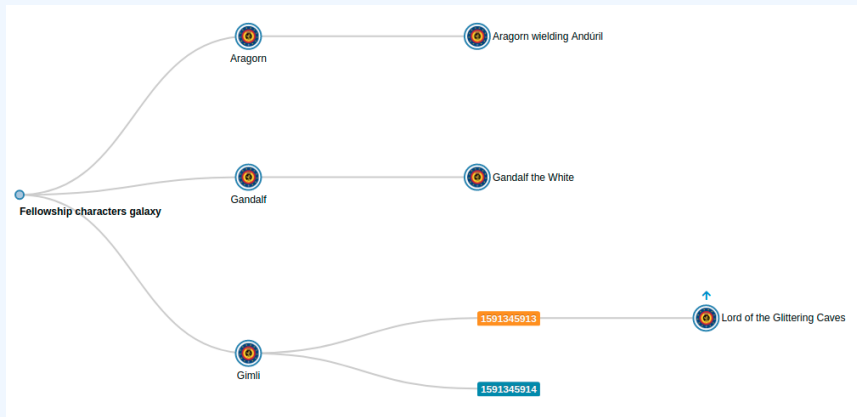 Aragorn
Aragorn wielding Andúril
Gandalf
Gandalf the White
Fellowship characters galaxy
1591345913
Lord of the Glittering Caves
Gimli
1591345914